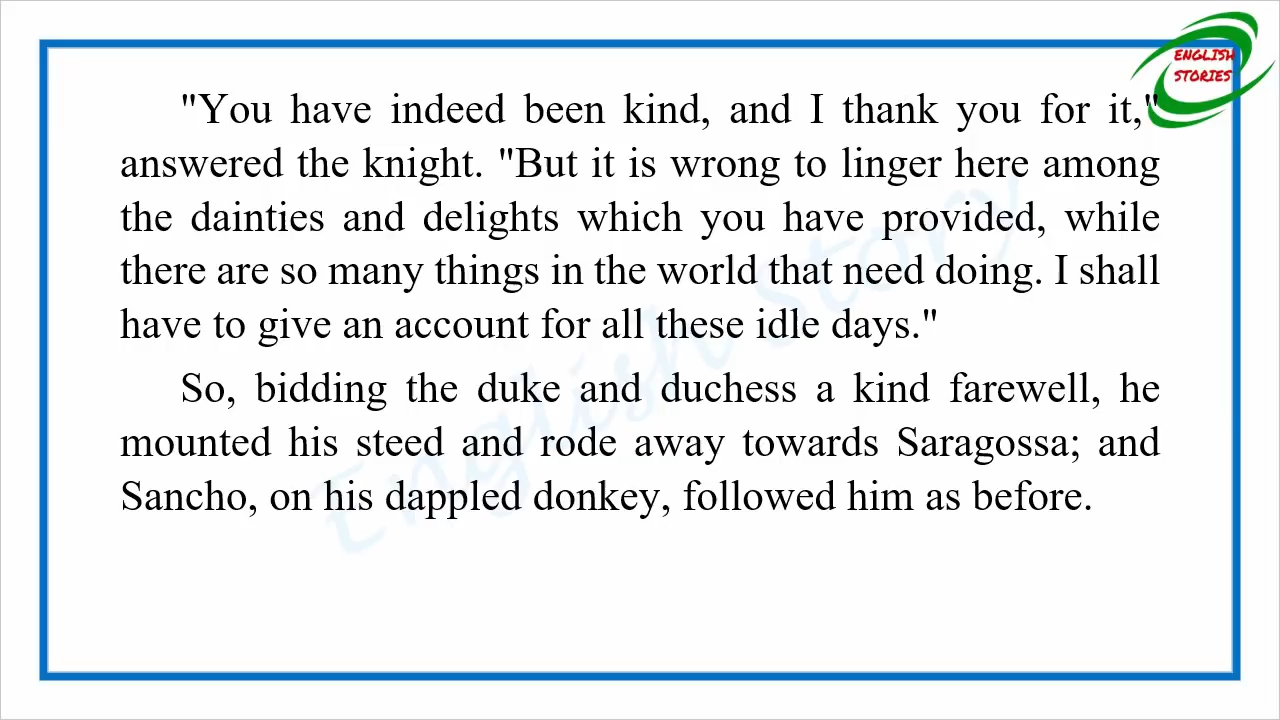 ENGLISH
STORIES
"You have indeed been kind, and I thank you for it,"
answered the knight. "But it is wrong to linger here among
the dainties and delights which you have provided, while
there are so many things in the world that need doing. I shall
have to give an account for all these idle days."
So, bidding the duke and duchess a kind farewell, he
mounted his steed and rode away towards Saragossa; and
Sancho, on his dappled donkey, followed him as before.
English Story